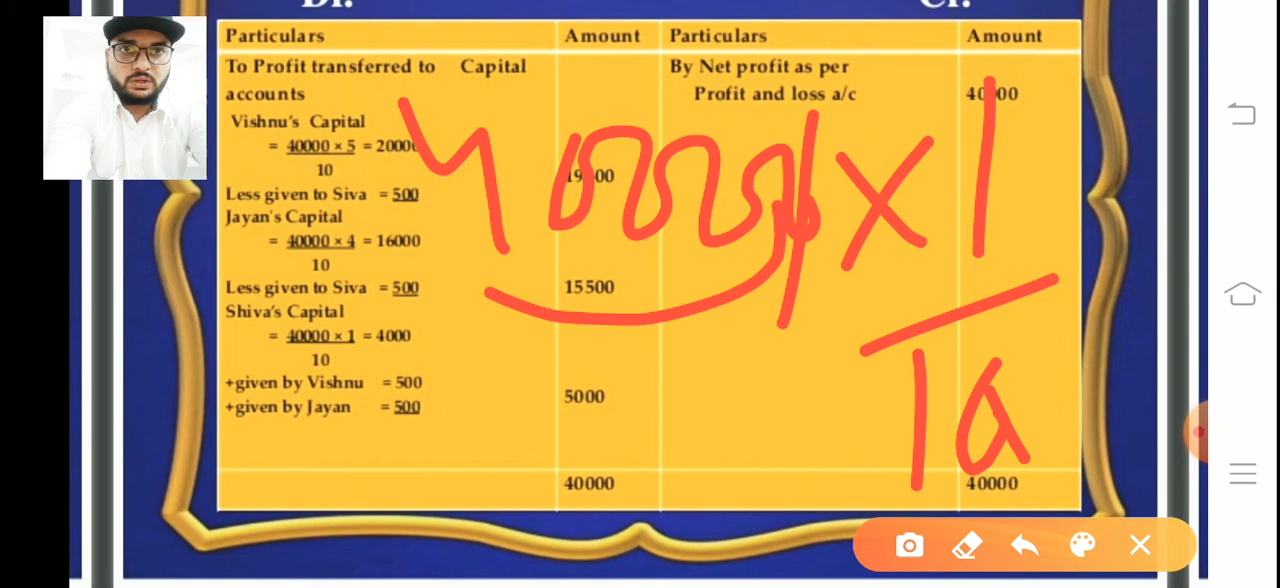 Dr. Cr.
Particulars Amount Particulars Amount
To Profit transferred to Capital By Net profit as per
accounts Profit and loss a/c 40000
Vishnu's Capital
= 40000 × 5 = 20000
10
19500
Less given to Siva = 500
Jayan's Capital
= 40000 × 4 = 16000
10
Less given to Siva = 500 15500
Shiva's Capital
= 40000 × 1 = 4000
10
+given by Vishnu = 500
5000
+given by Jayan = 500
40000 40000
40000 × 1
10